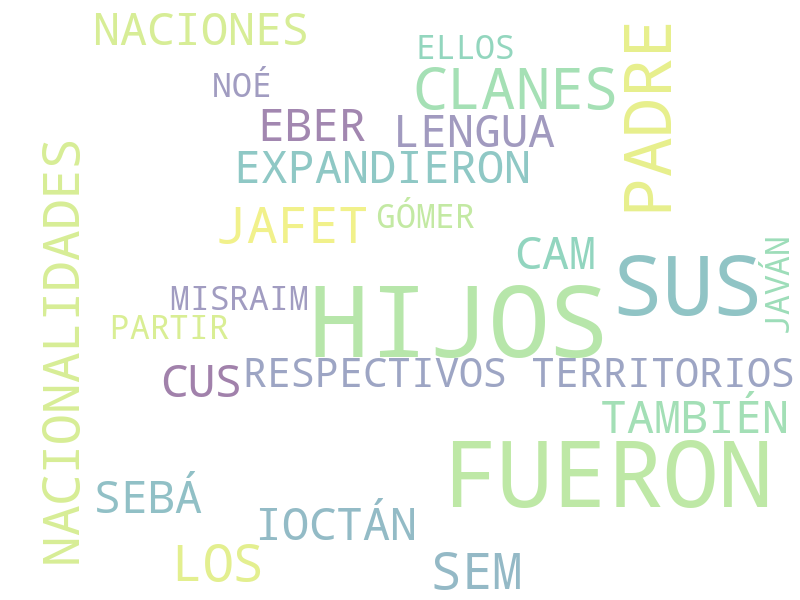 NACIONES
ELLOS
PADRE
NOÉ
CLANES
EBER
LENGUA
EXPANDIERON
NACIONALIDADES
JAFET
GÓMER
CAM
JAVÁN
SUS
MISRAIM
HIJOS
PARTIR
CUS
RESPECTIVOS TERRITORIOS
TAMBIÉN
FUERON
SEBÁ
IOCTÁN
LOS
SEM